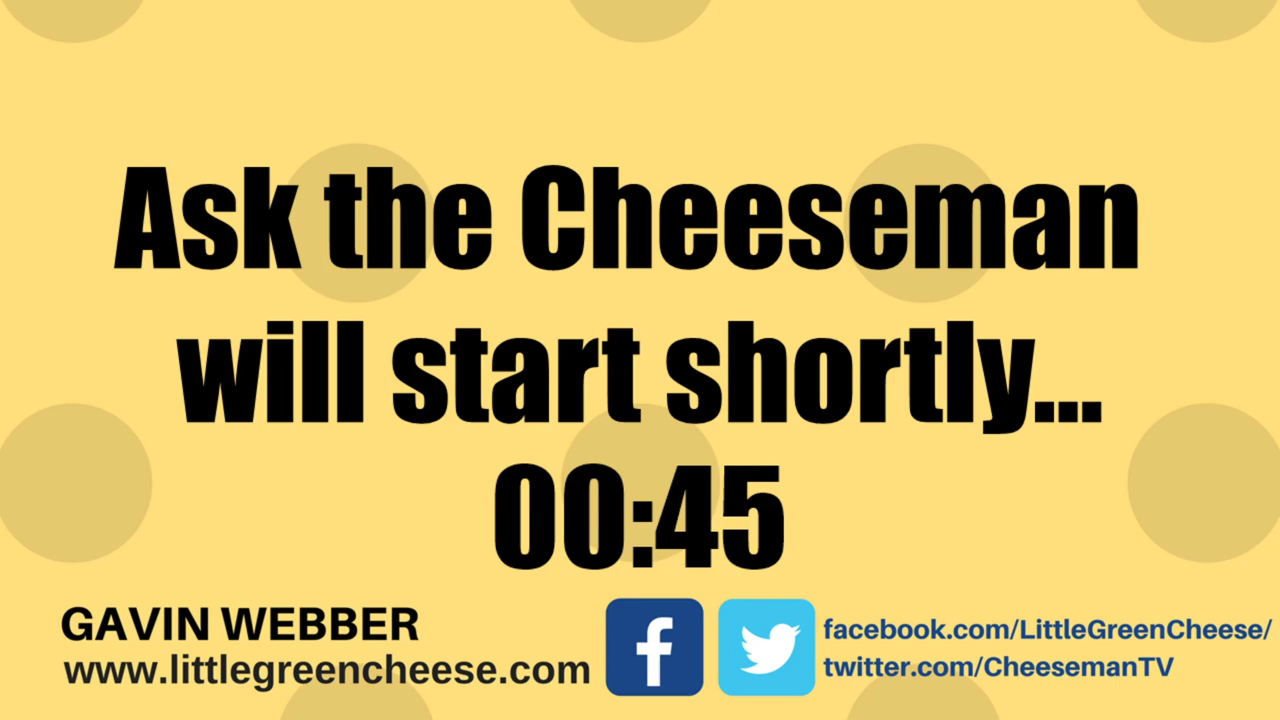 Ask the Cheeseman
will start shortly...
00:45
GAVIN WEBBER
www.littlegreencheese.com
facebook.com/LittleGreenCheese/
twitter.com/CheesemanTV